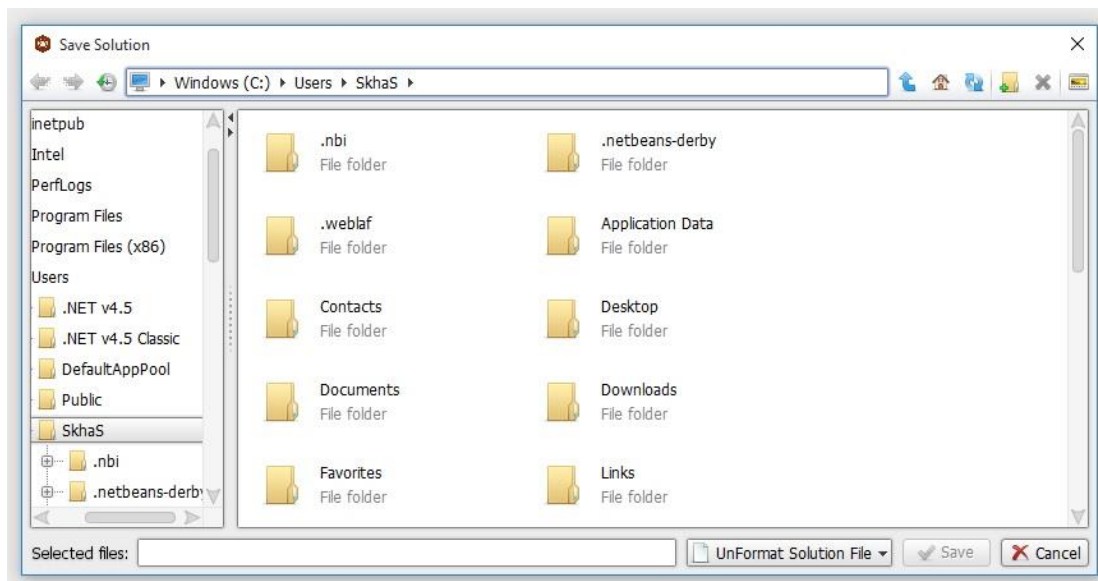 Save Solution
Windows (C:) Users SkhaS
inetpub
Intel
PerfLogs
Program Files
Program Files (x86)
Users
.NET v4.5
.NET v4.5 Classic
DefaultAppPool
Public
SkhaS
.nbi
.netbeans-derby
.nbi
File folder
.netbeans-derby
File folder
.weblaf
File folder
Application Data
File folder
Contacts
File folder
Desktop
File folder
Documents
File folder
Downloads
File folder
Favorites
File folder
Links
File folder
Selected files:
UnFormat Solution File
Save
Cancel